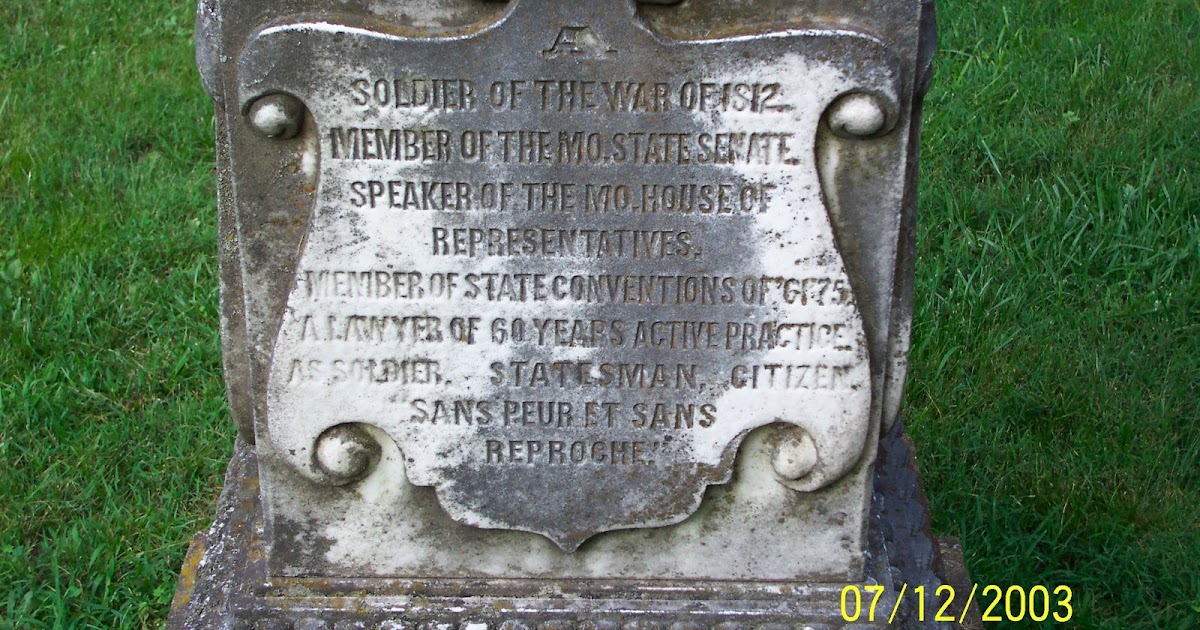 A
SOLDIER OF THE WAR OF 1812.
MEMBER OF THE MO. STATE SENATE.
SPEAKER OF THE MO. HOUSE OF
REPRESENTATIVES.
MEMBER OF STATE CONVENTIONS OF
A LAWYER OF 60 YEARS ACTIVE PRACTICE.
AS SOLDIER, STATESMAN, CITIZEN,
SANS PEUR ET SANS
REPROCHE."
07/12/2003